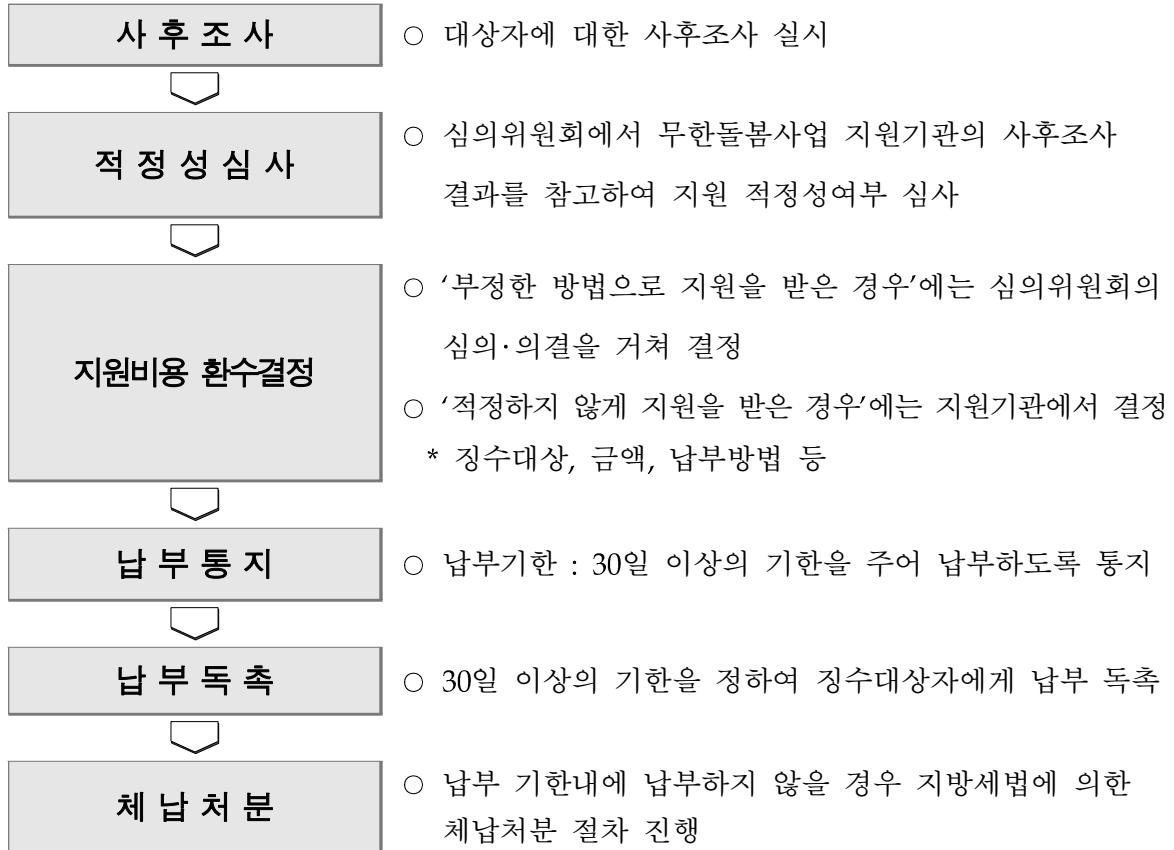 사 후 조 사
○ 대상자에 대한 사후조사 실시
적 정 성 심 사
○ 심의위원회에서 무한돌봄사업 지원기관의 사후조사
결과를 참고하여 지원 적정성여부 심사
지원비용 환수결정
○ ‘부정한 방법으로 지원을 받은 경우’에는 심의위원회의
심의·의결을 거쳐 결정
○ ‘적정하지 않게 지원을 받은 경우’에는 지원기관에서 결정
* 징수대상, 금액, 납부방법 등
납 부 통 지
○ 납부기한 : 30일 이상의 기한을 주어 납부하도록 통지
납 부 독 촉
○ 30일 이상의 기한을 정하여 징수대상자에게 납부 독촉
체 납 처 분
○ 납부 기한내에 납부하지 않을 경우 지방세법에 의한
체납처분 절차 진행